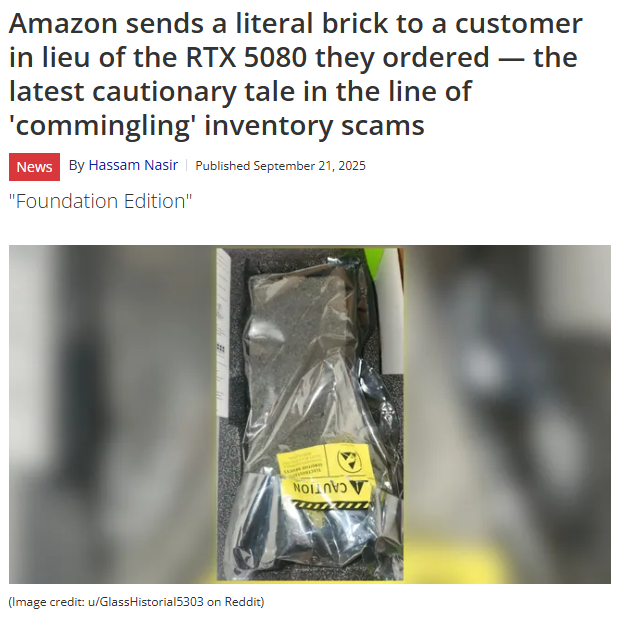 Amazon sends a literal brick to a customer
in lieu of the RTX 5080 they ordered — the
latest cautionary tale in the line of
'commingling' inventory scams
News By Hassam Nasir Published September 21, 2025
"Foundation Edition"
CAUTION
(Image credit: u/GlassHistorial5303 on Reddit)